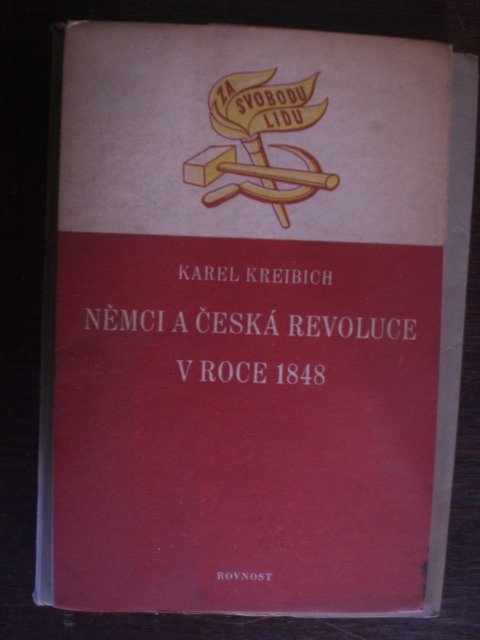 ZA
SVOBODU
LIDU
KAREL KREIBICH
NĚMCI A ČESKÁ REVOLUCE
V ROCE 1848
ROVNOST